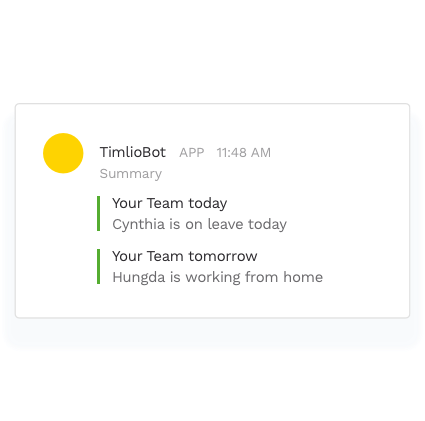 TimlioBot APP 11:48 AM
Summary
Your Team today
Cynthia is on leave today
Your Team tomorrow
Hungda is working from home